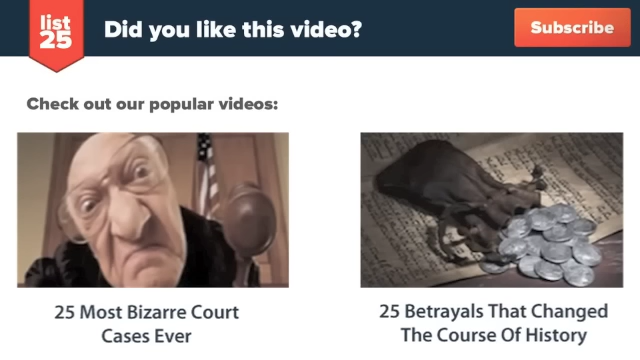 list
25
Did you like this video?
Subscribe
Check out our popular videos:
25 Most Bizarre Court
Cases Ever
25 Betrayals That Changed
The Course Of History